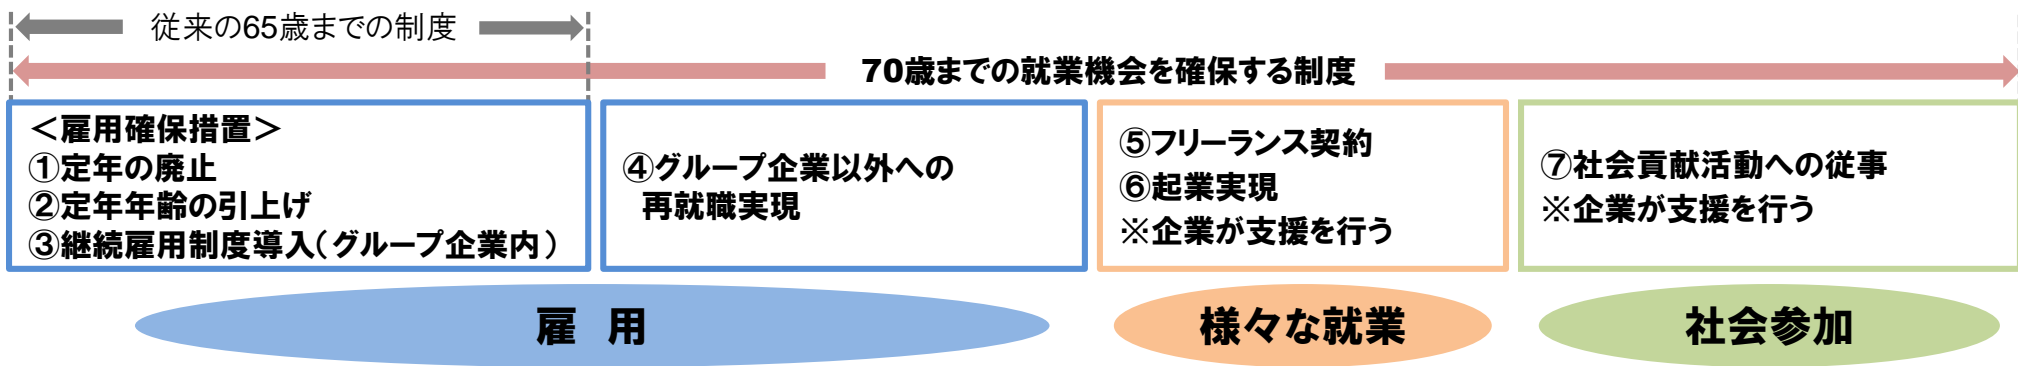 従来の65歳までの制度
70歳までの就業機会を確保する制度
＜雇用確保措置＞
①定年の廃止
②定年年齢の引上げ
③継続雇用制度導入(グループ企業内)
④グループ企業以外への
再就職実現
⑤フリーランス契約
⑥起業実現
※企業が支援を行う
⑦社会貢献活動への従事
※企業が支援を行う
雇 用
様々な就業
社会参加